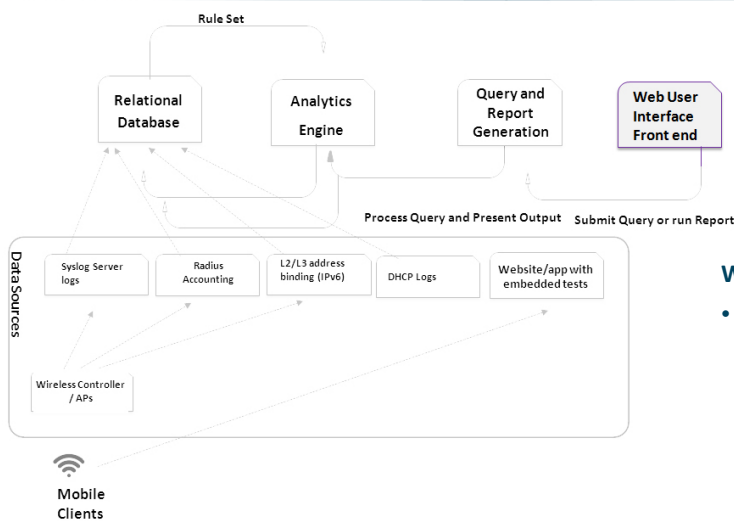 Rule Set
Relational
Database
Analytics
Engine
Query and
Report
Generation
Web User
Interface
Front end
Process Query and Present Output
Submit Query or run Report
Data Sources
Syslog Server
logs
Radius
Accounting
L2/L3 address
binding (IPv6)
DHCP Logs
Website/app with
embedded tests
W
•
Wireless Controller
/ APs
Mobile
Clients